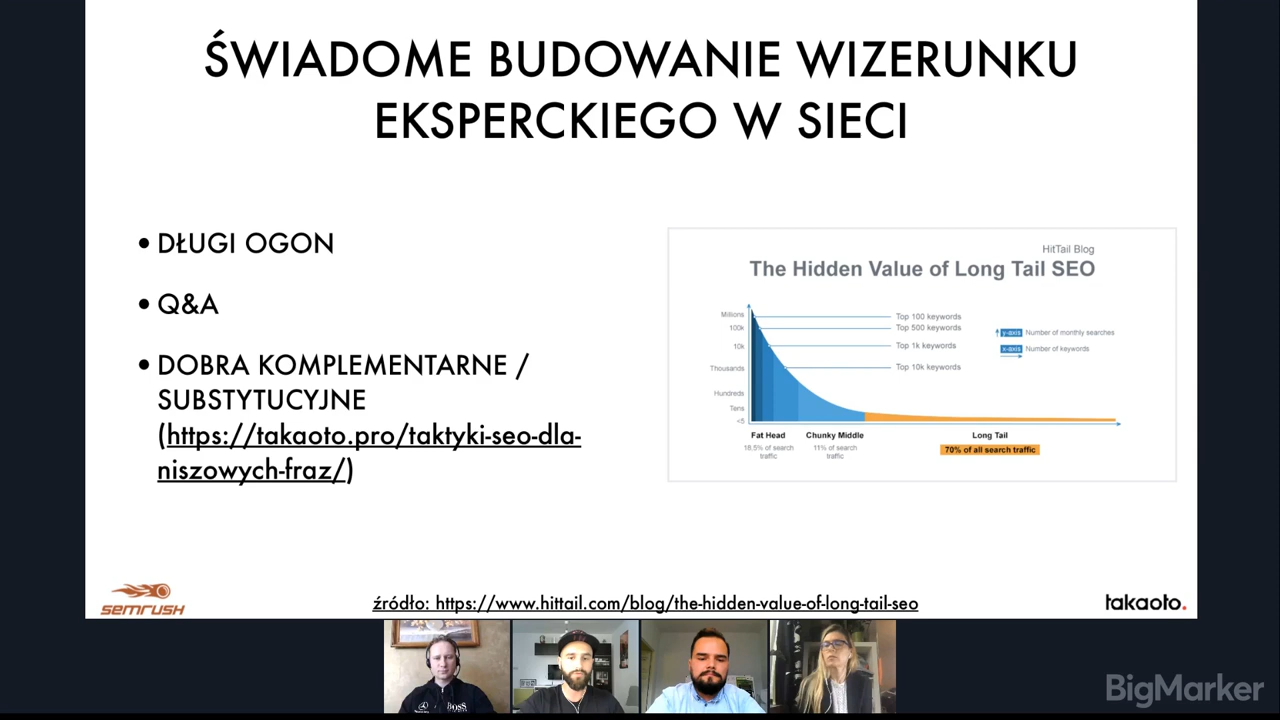 ŚWIADOME BUDOWANIE WIZERUNKU
EKSPERCKIEGO W SIECI
• DŁUGI OGON
• Q&A
• DOBRA KOMPLEMENTARNE /
SUBSTYTUCYJNE
(https://takaoto.pro/taktyki-seo-dla-
niszowych-fraz/)
HitTail Blog
The Hidden Value of Long Tail SEO
Millions
100k
10k
Thousands
Hundreds
Tens
<5
Top 100 keywords
Top 500 keywords
Top 1k keywords
Top 10k keywords
y-axis Number of monthly searches
x-axis Number of keywords
Fat Head
18,5% of search
traffic
Chunky Middle
11% of search
traffic
Long Tail
70% of all search traffic
semrush
źródło: https://www.hittail.com/blog/the-hidden-value-of-long-tail-seo
takaoto.
BOSS
BigMarker